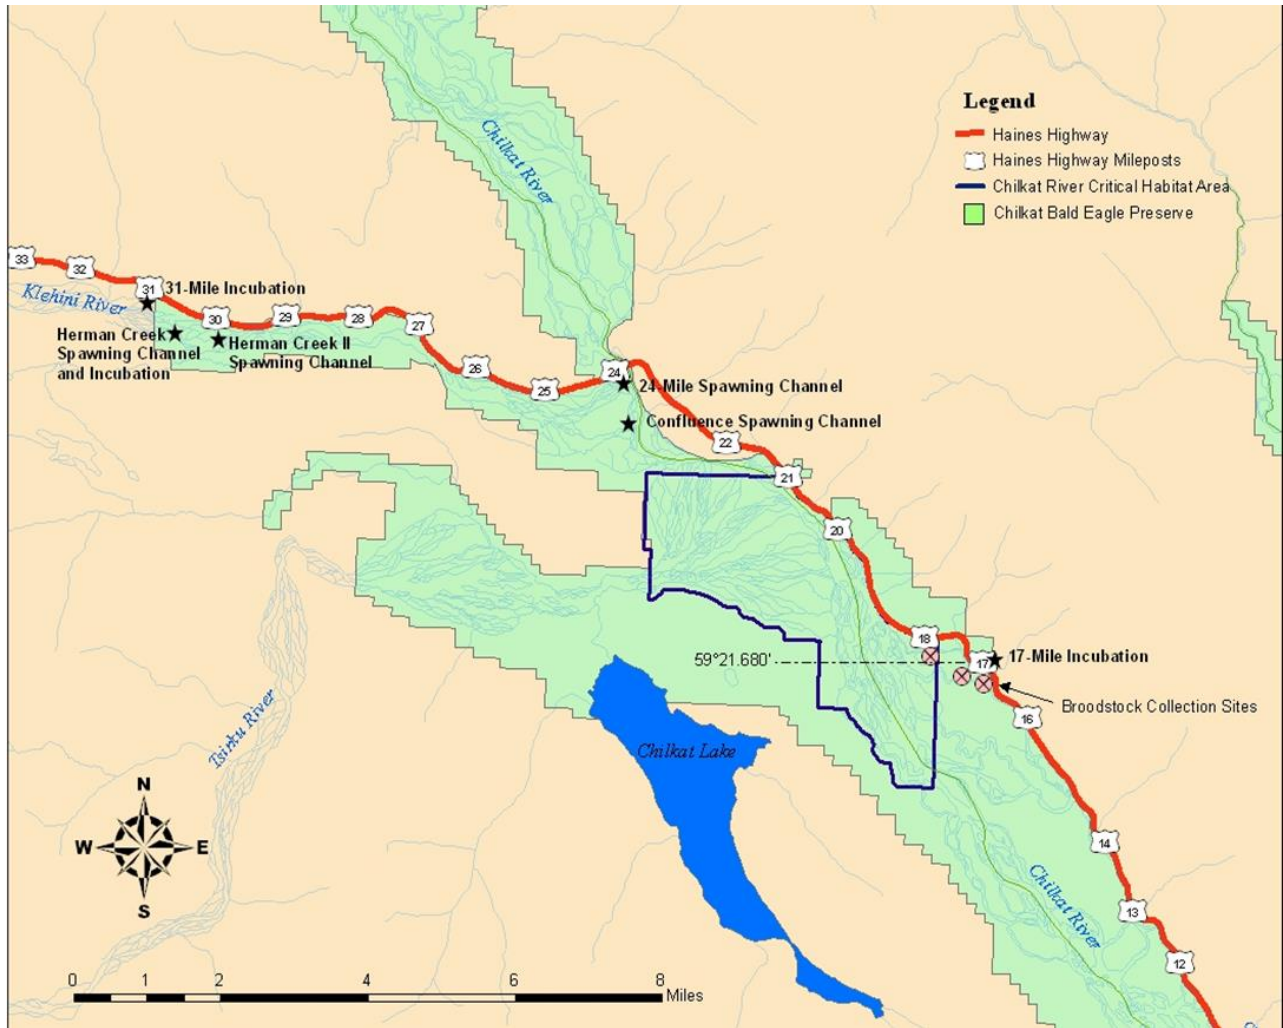 Legend
Haines Highway
Haines Highway Mileposts
Chilkat River Critical Habitat Area
Chilkat Bald Eagle Preserve
Chilkat River
33
32
31
31-Mile Incubation
Klehini River
30
29
28
27
Herman Creek
Spawning Channel
and Incubation
Herman Creek II
Spawning Channel
26
25
24
24-Mile Spawning Channel
Confluence Spawning Channel
22
21
20
18
59°21.680'
17
17-Mile Incubation
Broodstock Collection Sites
16
Tsirku River
Chilkat Lake
14
13
12
Chilkat River
N
W
E
S
0 1 2 4 6 8
Miles